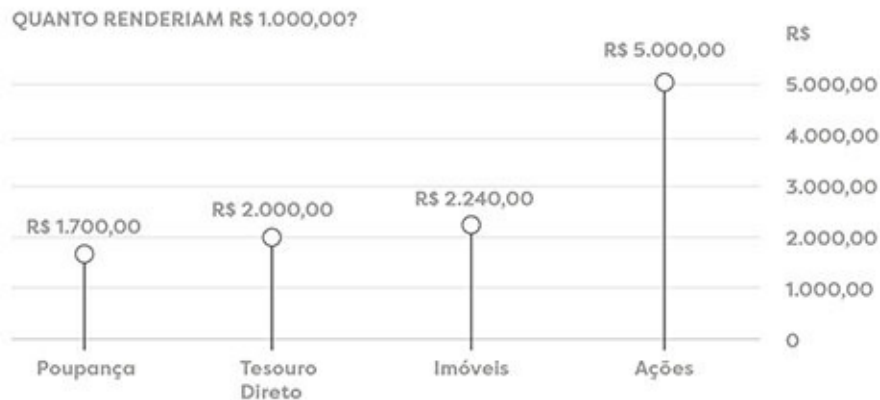 QUANTO RENDERIAM R$ 1.000,00?
R$
R$ 5.000,00
5.000,00
4.000,00
3.000,00
R$ 2.240,00
R$ 2.000,00
R$ 1.700,00
2.000,00
1.000,00
0
Poupança
Tesouro
Direto
Imóveis
Ações